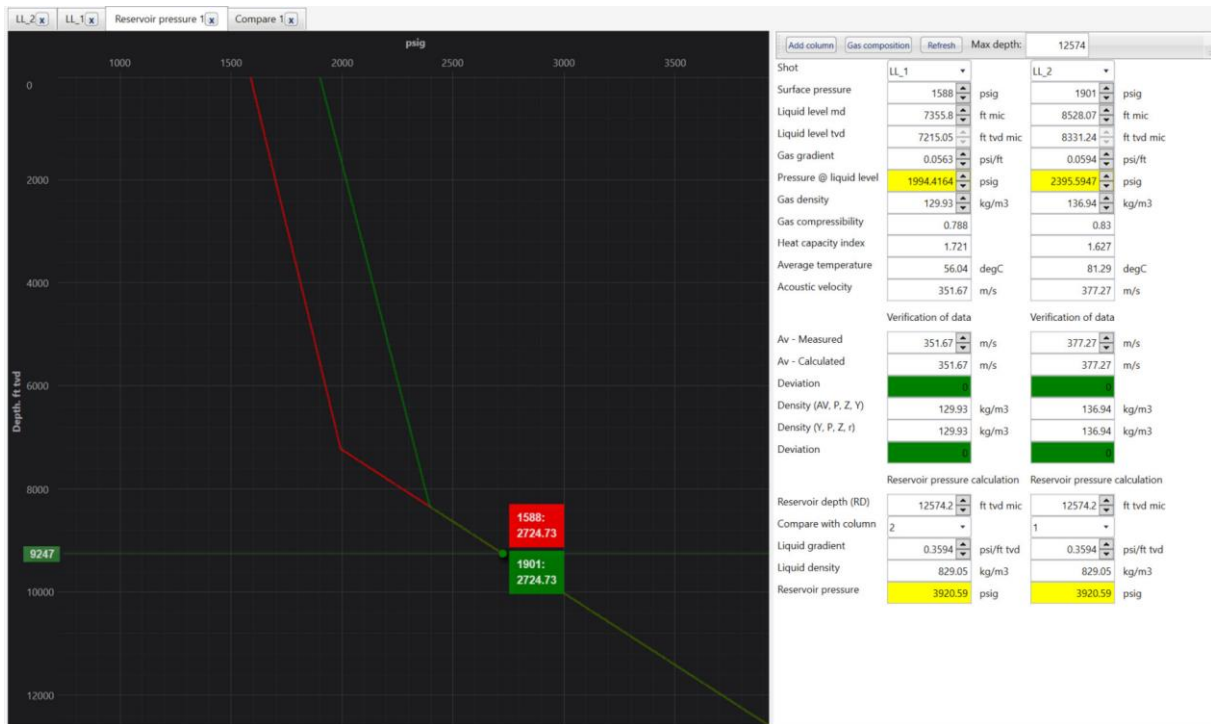 LL_2 x LL_1 x Reservoir pressure 1 x Compare 1 x
psig
1000 1500 2000 2500 3000 3500
0
2000
4000
6000
8000
9247
10000
12000
Depth. ft tvd
1588:
2724.73
1901:
2724.73
Add column Gas composition Refresh Max depth: 12574
Shot LL_1 LL_2
Surface pressure 1588 psig 1901 psig
Liquid level md 7355.8 ft mic 8528.07 ft mic
Liquid level tvd 7215.05 ft tvd mic 8331.24 ft tvd mic
Gas gradient 0.0563 psi/ft 0.0594 psi/ft
Pressure @ liquid level 1994.4164 psig 2395.5947 psig
Gas density 129.93 kg/m3 136.94 kg/m3
Gas compressibility 0.788 0.83
Heat capacity index 1.721 1.627
Average temperature 56.04 degC 81.29 degC
Acoustic velocity 351.67 m/s 377.27 m/s
Verification of data Verification of data
Av - Measured 351.67 m/s 377.27 m/s
Av - Calculated 351.67 m/s 377.27 m/s
Deviation 0 0
Density (AV, P, Z, Y) 129.93 kg/m3 136.94 kg/m3
Density (Y, P, Z, r) 129.93 kg/m3 136.94 kg/m3
Deviation 0 0
Reservoir pressure calculation Reservoir pressure calculation
Reservoir depth (RD) 12574.2 ft tvd mic 12574.2 ft tvd mic
Compare with column 2 1
Liquid gradient 0.3594 psi/ft tvd 0.3594 psi/ft tvd
Liquid density 829.05 kg/m3 829.05 kg/m3
Reservoir pressure 3920.59 psig 3920.59 psig